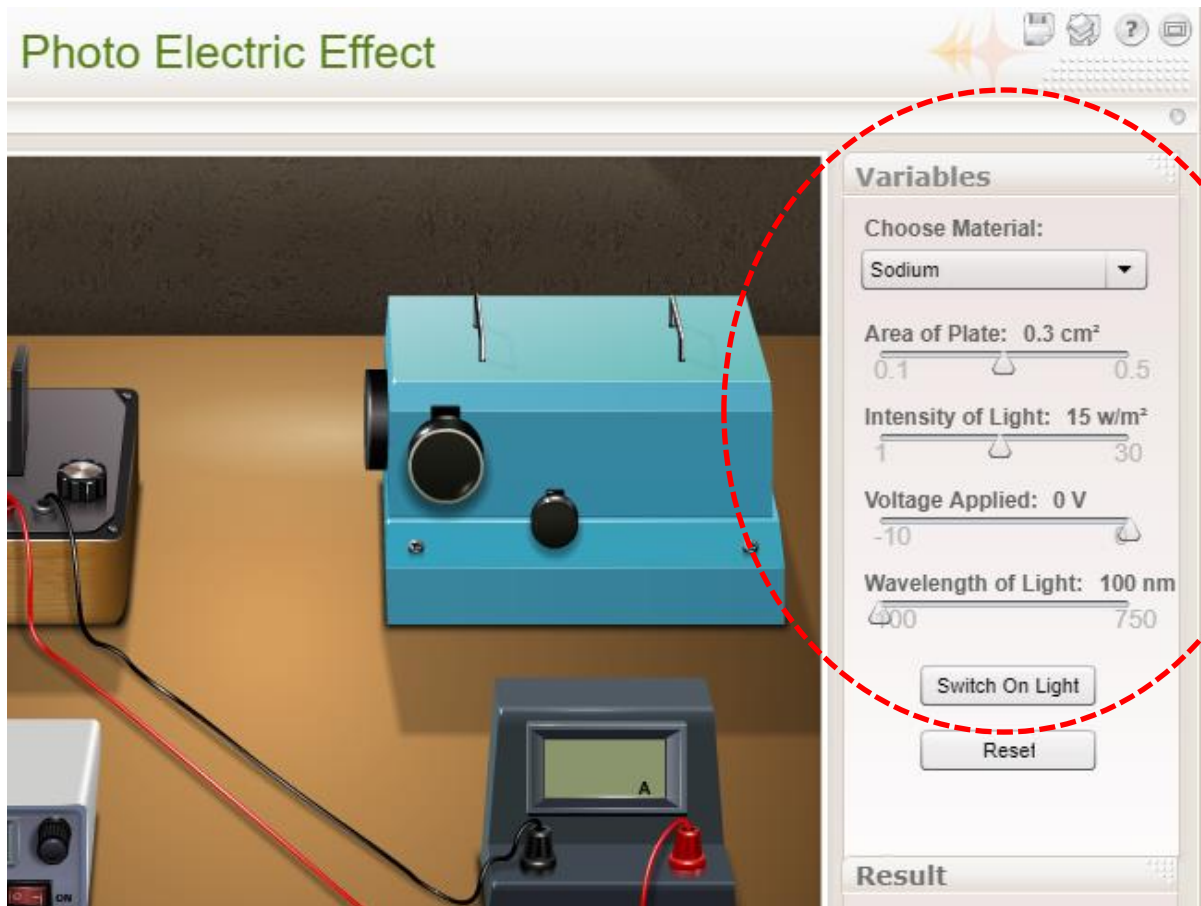 Photo Electric Effect
?
Variables
Choose Material:
Sodium
Area of Plate: 0.3 cm²
0.1 0.5
Intensity of Light: 15 w/m²
1 30
Voltage Applied: 0 V
-10
Wavelength of Light: 100 nm
750
Switch On Light
Reset
A
ON
Result